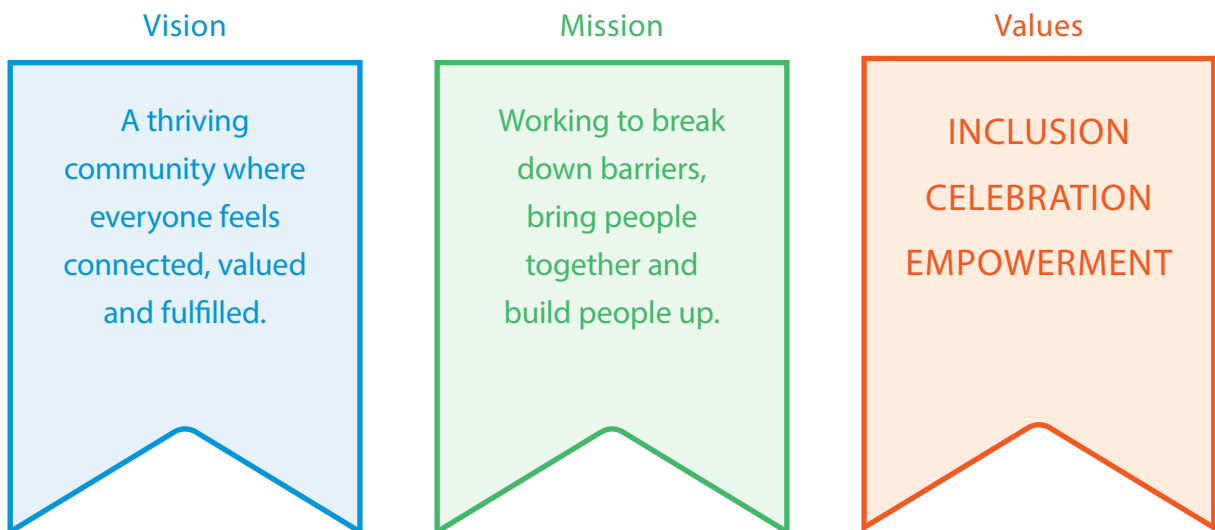 Vision
A thriving
community where
everyone feels
connected, valued
and fulfilled.
Mission
Working to break
down barriers,
bring people
together and
build people up.
Values
INCLUSION
CELEBRATION
EMPOWERMENT